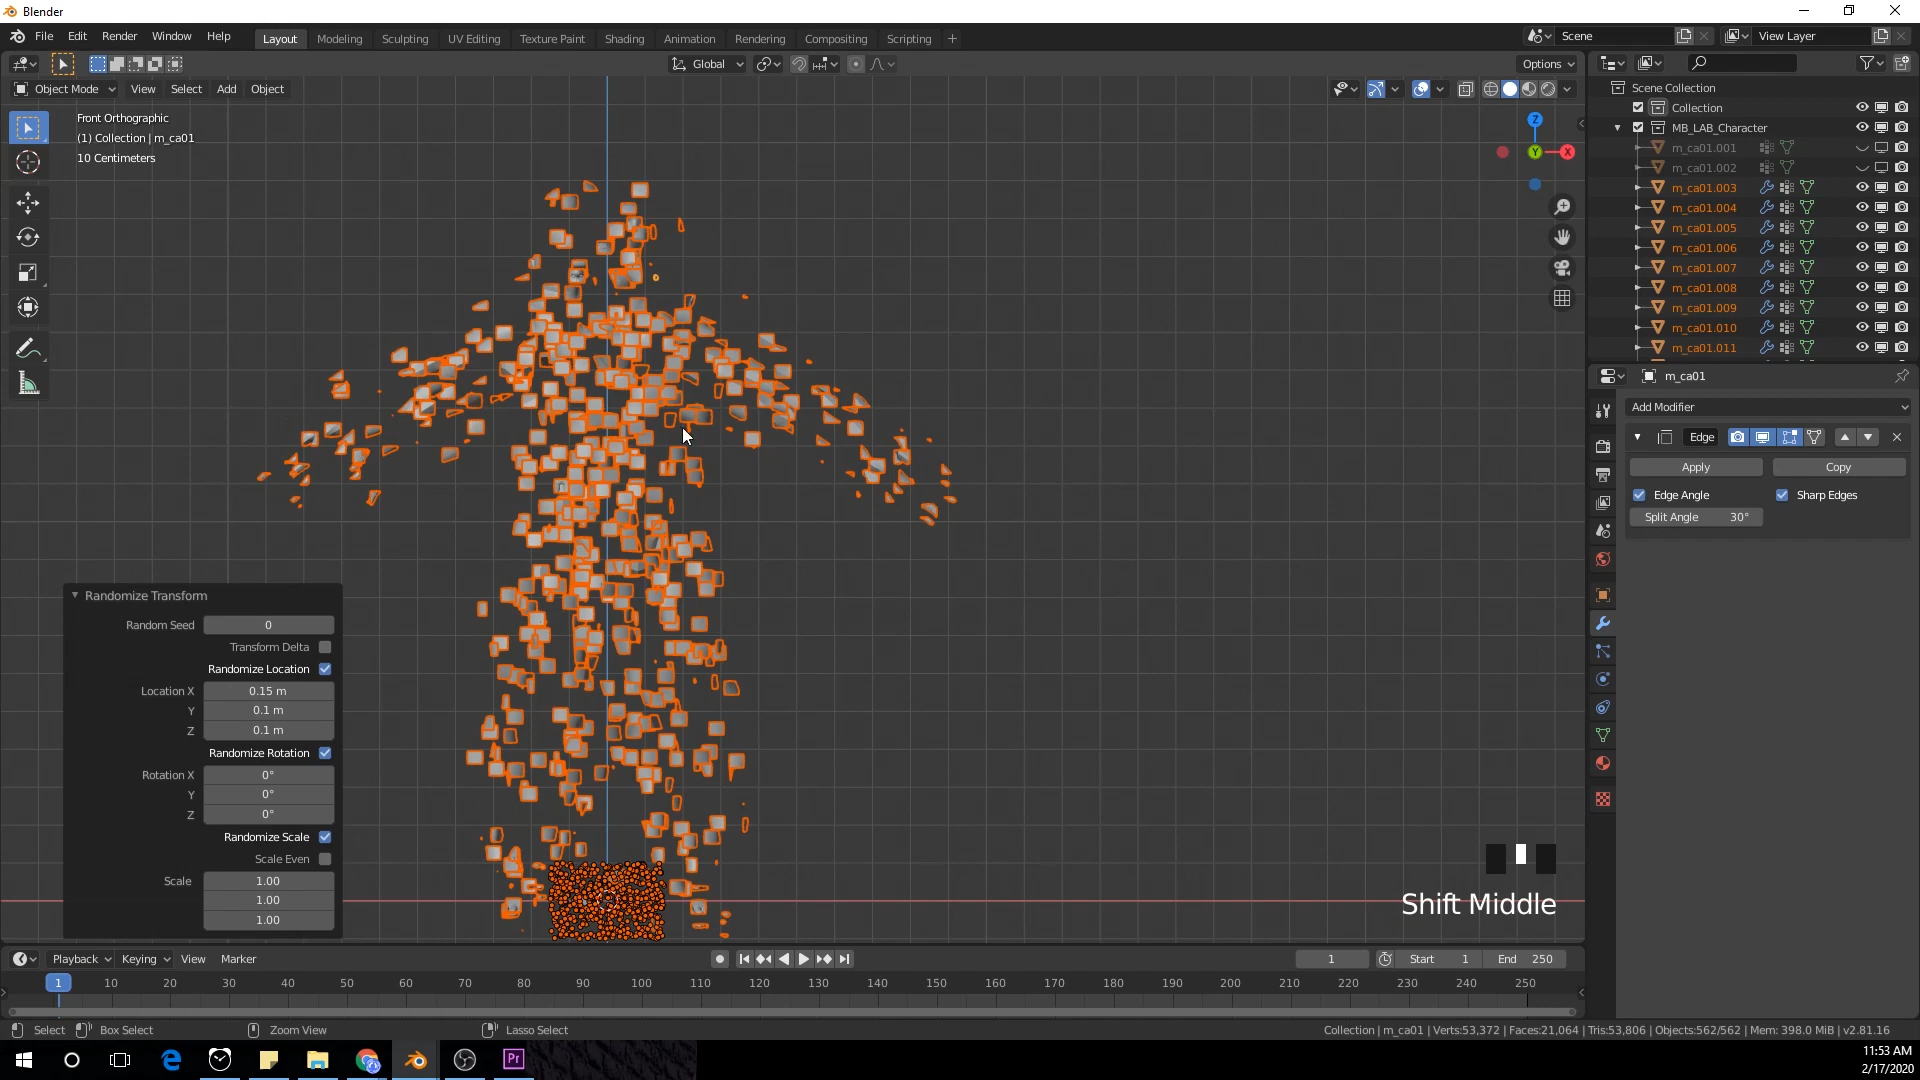 Blender
File Edit Render Window Help
Layout Modeling Sculpting UV Editing Texture Paint Shading Animation Rendering Compositing Scripting
Scene
View Layer
Global
Options
Object Mode View Select Add Object
Front Orthographic
(1) Collection | m_ca01
10 Centimeters
Z
Y
X
Scene Collection
Collection
MB_LAB_Character
m_ca01.001
m_ca01.002
m_ca01.003
m_ca01.004
m_ca01.005
m_ca01.006
m_ca01.007
m_ca01.008
m_ca01.009
m_ca01.010
m_ca01.011
m_ca01
Add Modifier
Edge
Apply Copy
Edge Angle Sharp Edges
Split Angle 30°
Randomize Transform
Random Seed 0
Transform Delta
Randomize Location
Location X 0.15 m
Y 0.1 m
Z 0.1 m
Randomize Rotation
Rotation X 0°
Y 0°
Z 0°
Randomize Scale
Scale Even
Scale 1.00
1.00
1.00
Shift Middle
Playback Keying View Marker
1 Start 1 End 250
1 10 20 30 40 50 60 70 80 90 100 110 120 130 140 150 160 170 180 190 200 210 220 230 240 250
Select Box Select Zoom View Lasso Select
Collection | m_ca01 | Verts:53,372 | Faces:21,064 | Tris:53,806 | Objects:562/562 | Mem: 398.0 MiB | v2.81.16
Pr
11:53 AM
2/17/2020